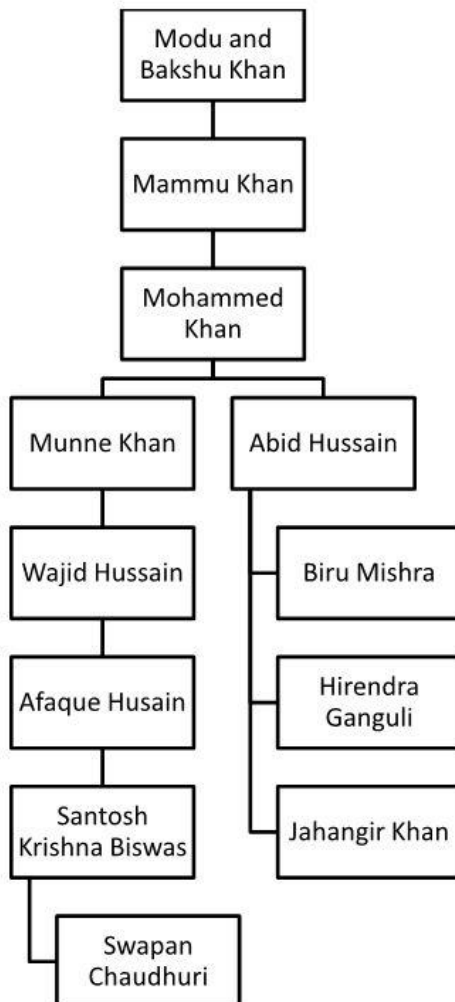 Modu and
Bakshu Khan
Mammu Khan
Mohammed
Khan
Munne Khan
Abid Hussain
Wajid Hussain
Biru Mishra
Afaque Husain
Hirendra
Ganguli
Santosh
Krishna Biswas
Jahangir Khan
Swapan
Chaudhuri